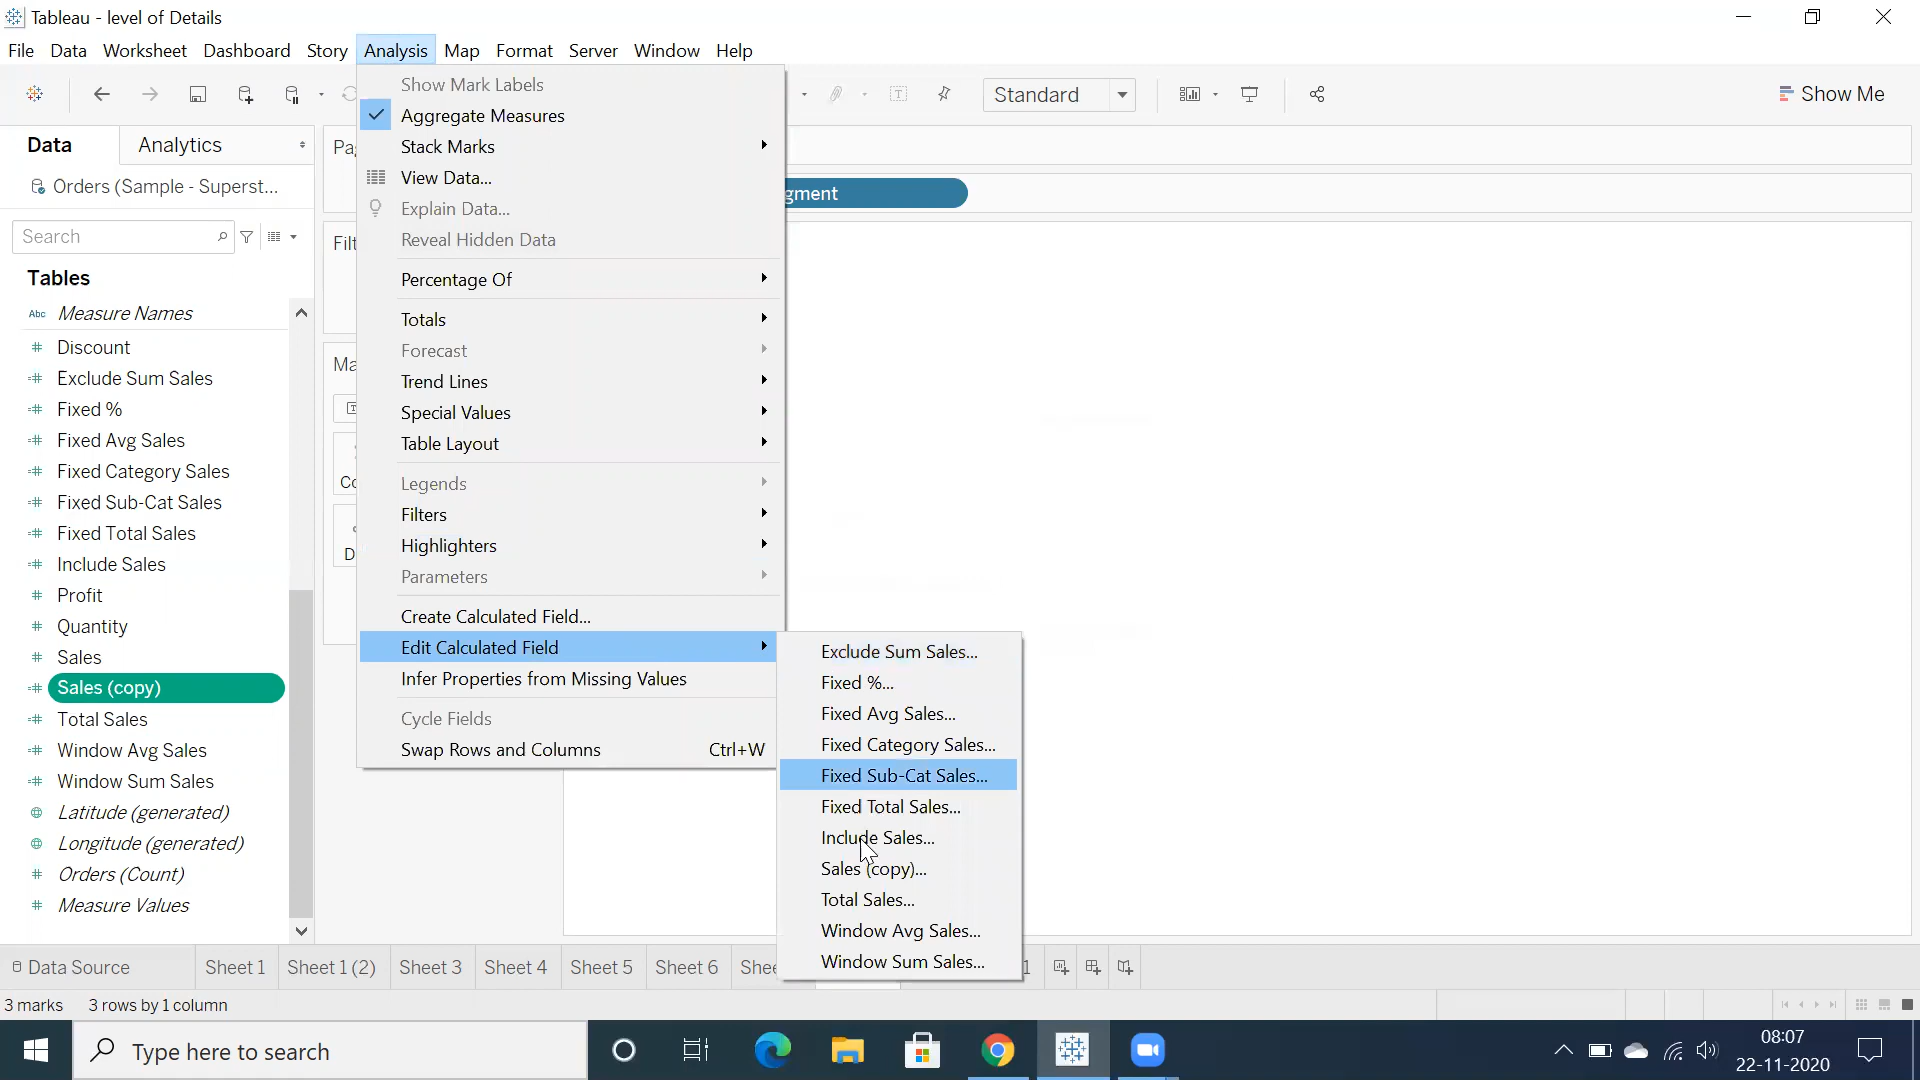 Tableau - level of Details
File Data Worksheet Dashboard Story Analysis Map Format Server Window Help
Standard
Show Me
Data
Analytics
Orders (Sample - Superst...
Search
Tables
Abc Measure Names
Discount
Exclude Sum Sales
Fixed %
Fixed Avg Sales
Fixed Category Sales
Fixed Sub-Cat Sales
Fixed Total Sales
Include Sales
Profit
Quantity
Sales
Sales (copy)
Total Sales
Window Avg Sales
Window Sum Sales
Latitude (generated)
Longitude (generated)
Orders (Count)
Measure Values
Pag
Filt
Ma
Co
D
gment
Show Mark Labels
Aggregate Measures
Stack Marks
View Data...
Explain Data...
Reveal Hidden Data
Percentage Of
Totals
Forecast
Trend Lines
Special Values
Table Layout
Legends
Filters
Highlighters
Parameters
Create Calculated Field...
Edit Calculated Field
Infer Properties from Missing Values
Cycle Fields
Swap Rows and Columns Ctrl+W
Exclude Sum Sales...
Fixed %...
Fixed Avg Sales...
Fixed Category Sales...
Fixed Sub-Cat Sales...
Fixed Total Sales...
Include Sales...
Sales (copy)...
Total Sales...
Window Avg Sales...
Window Sum Sales...
Data Source Sheet 1 Sheet 1 (2) Sheet 3 Sheet 4 Sheet 5 Sheet 6 Shee 1
3 marks 3 rows by 1 column
Type here to search
08:07
22-11-2020